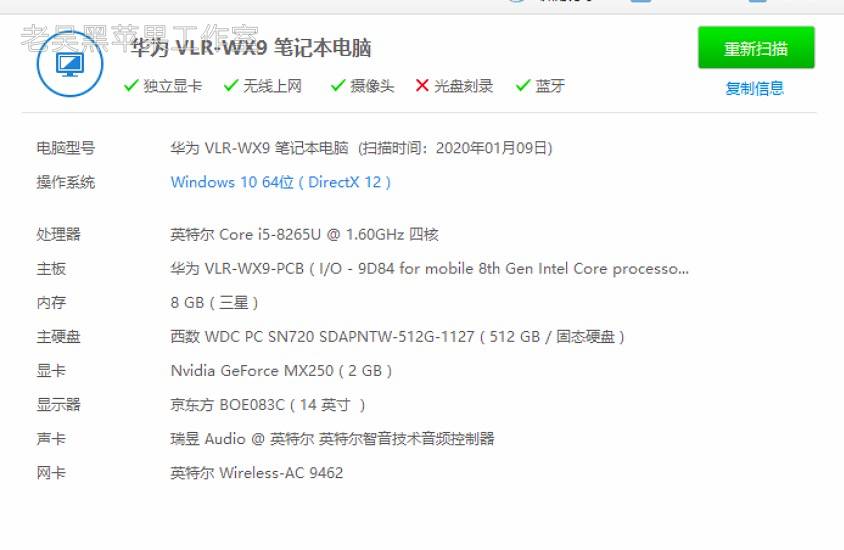 老吴黑苹果工作室
华为 VLR-WX9 笔记本电脑
重新扫描
独立显卡 无线上网 摄像头 光盘刻录 蓝牙
复制信息
电脑型号 华为 VLR-WX9 笔记本电脑 (扫描时间：2020年01月09日)
操作系统 Windows 10 64位 ( DirectX 12 )
处理器 英特尔 Core i5-8265U @ 1.60GHz 四核
主板 华为 VLR-WX9-PCB ( I/O - 9D84 for mobile 8th Gen Intel Core processo...
内存 8 GB ( 三星 )
主硬盘 西数 WDC PC SN720 SDAPNTW-512G-1127 ( 512 GB / 固态硬盘 )
显卡 Nvidia GeForce MX250 ( 2 GB )
显示器 京东方 BOE083C ( 14 英寸 )
声卡 瑞昱 Audio @ 英特尔 英特尔智音技术音频控制器
网卡 英特尔 Wireless-AC 9462